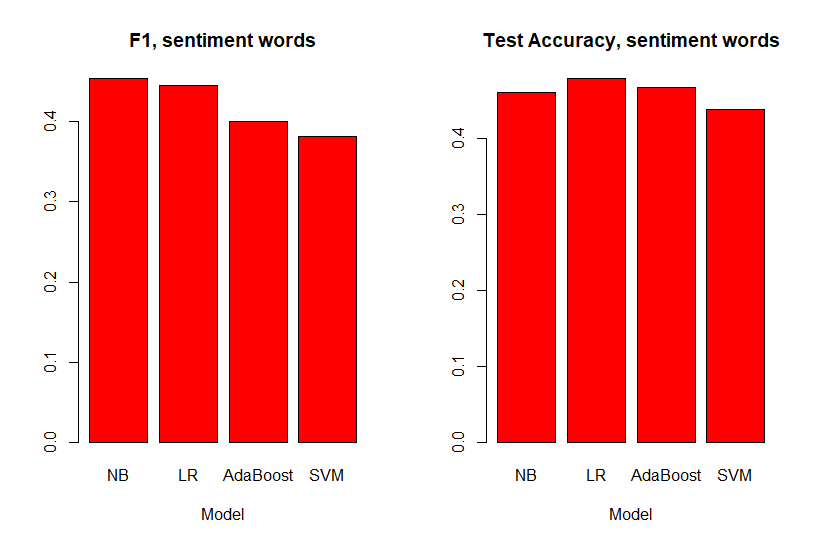 F1, sentiment words
0.4
0.3
0.2
0.1
0.0
NB LR AdaBoost SVM
Model
Test Accuracy, sentiment words
0.4
0.3
0.2
0.1
0.0
NB LR AdaBoost SVM
Model